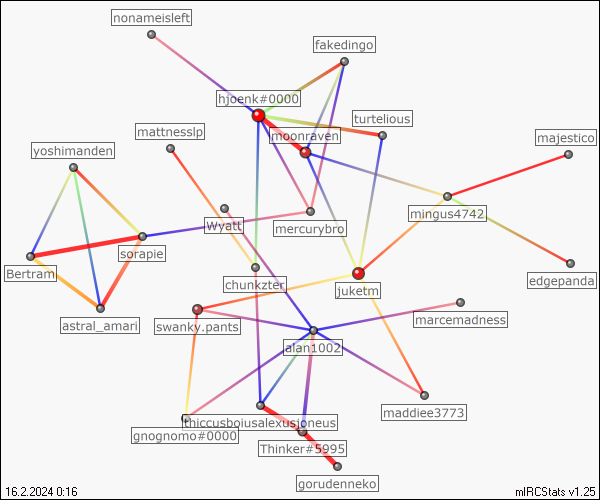 nonameisleft
fakedingo
hjoenk#0000
turtelious
mattnesslp
moonraven
majestico
yoshimanden
mingus4742
Wyatt
mercurybro
sorapie
Bertram
edgepanda
chunkzter
juketm
astral_amari
swanky.pants
marcemadness
alan1002
maddiee3773
thiccusboiusalexusjoneus
gnognomo#0000
Thinker#5995
gorudenneko
16.2.2024 0:16
mIRCStats v1.25